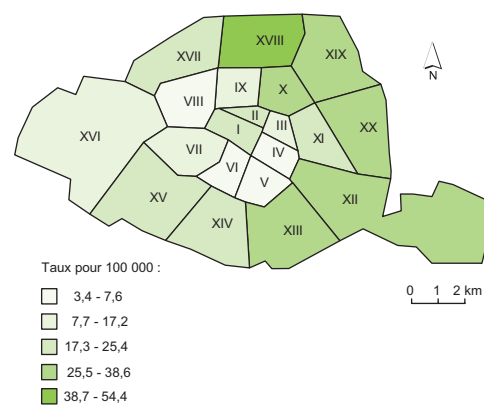 XVIII
XVII
XIX
N
IX
X
VIII
XX
II
III
I
XI
XVI
VII
IV
VI
V
XII
XV
XIV
XIII
Taux pour 100 000 :
3,4 - 7,6
7,7 - 17,2
17,3 - 25,4
25,5 - 38,6
38,7 - 54,4
0 1 2 km